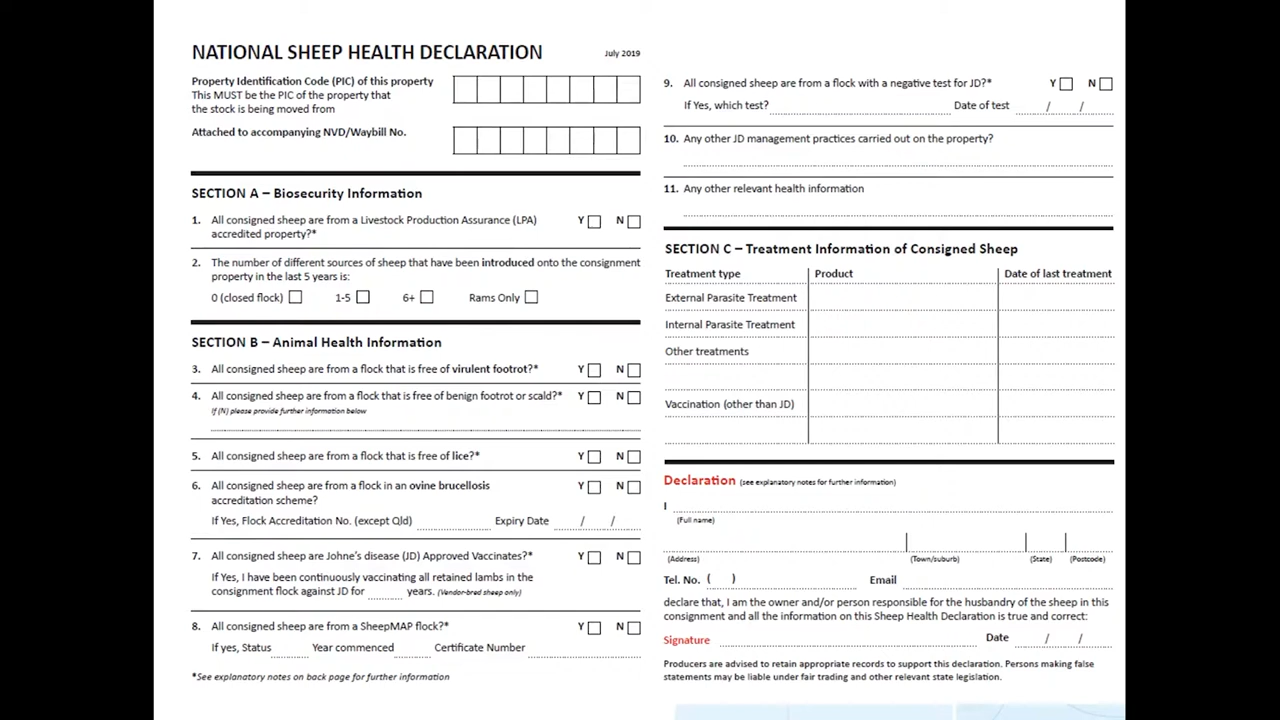 NATIONAL SHEEP HEALTH DECLARATION
July 2019
Property Identification Code (PIC) of this property
This MUST be the PIC of the property that
the stock is being moved from
Attached to accompanying NVD/Waybill No.
SECTION A – Biosecurity Information
1. All consigned sheep are from a Livestock Production Assurance (LPA) Y N
accredited property?*
2. The number of different sources of sheep that have been introduced onto the consignment
property in the last 5 years is:
0 (closed flock) 1-5 6+ Rams Only
SECTION B – Animal Health Information
3. All consigned sheep are from a flock that is free of virulent footrot?* Y N
4. All consigned sheep are from a flock that is free of benign footrot or scald?* Y N
If (N) please provide further information below
5. All consigned sheep are from a flock that is free of lice?* Y N
6. All consigned sheep are from a flock in an ovine brucellosis Y N
accreditation scheme?
If Yes, Flock Accreditation No. (except Qld) Expiry Date / /
7. All consigned sheep are Johne's disease (JD) Approved Vaccinates?* Y N
If Yes, I have been continuously vaccinating all retained lambs in the
consignment flock against JD for years. (Vendor-bred sheep only)
8. All consigned sheep are from a SheepMAP flock?* Y N
If yes, Status Year commenced Certificate Number
*See explanatory notes on back page for further information
9. All consigned sheep are from a flock with a negative test for JD?* Y N
If Yes, which test? Date of test / /
10. Any other JD management practices carried out on the property?
11. Any other relevant health information
SECTION C – Treatment Information of Consigned Sheep
Treatment type Product Date of last treatment
External Parasite Treatment
Internal Parasite Treatment
Other treatments
Vaccination (other than JD)
Declaration (see explanatory notes for further information)
I
(Full name)
(Address) (Town/suburb) (State) (Postcode)
Tel. No. ( ) Email
declare that, I am the owner and/or person responsible for the husbandry of the sheep in this
consignment and all the information on this Sheep Health Declaration is true and correct:
Signature Date / /
Producers are advised to retain appropriate records to support this declaration. Persons making false
statements may be liable under fair trading and other relevant state legislation.